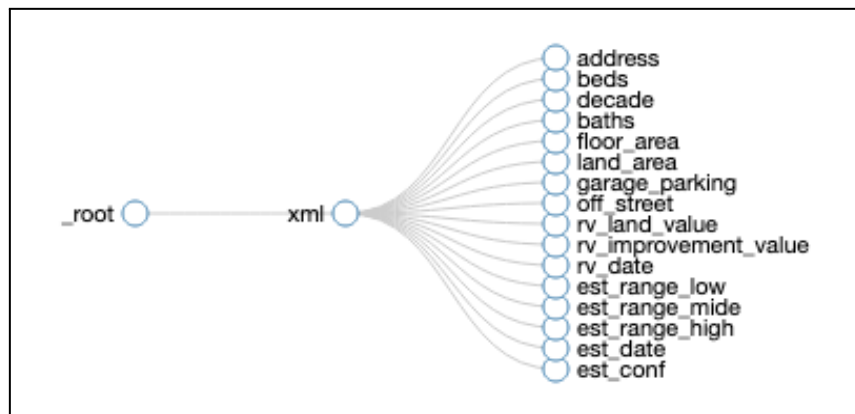 _root
xml
address
beds
decade
baths
floor_area
land_area
garage_parking
off_street
rv_land_value
rv_improvement_value
rv_date
est_range_low
est_range_mide
est_range_high
est_date
est_conf